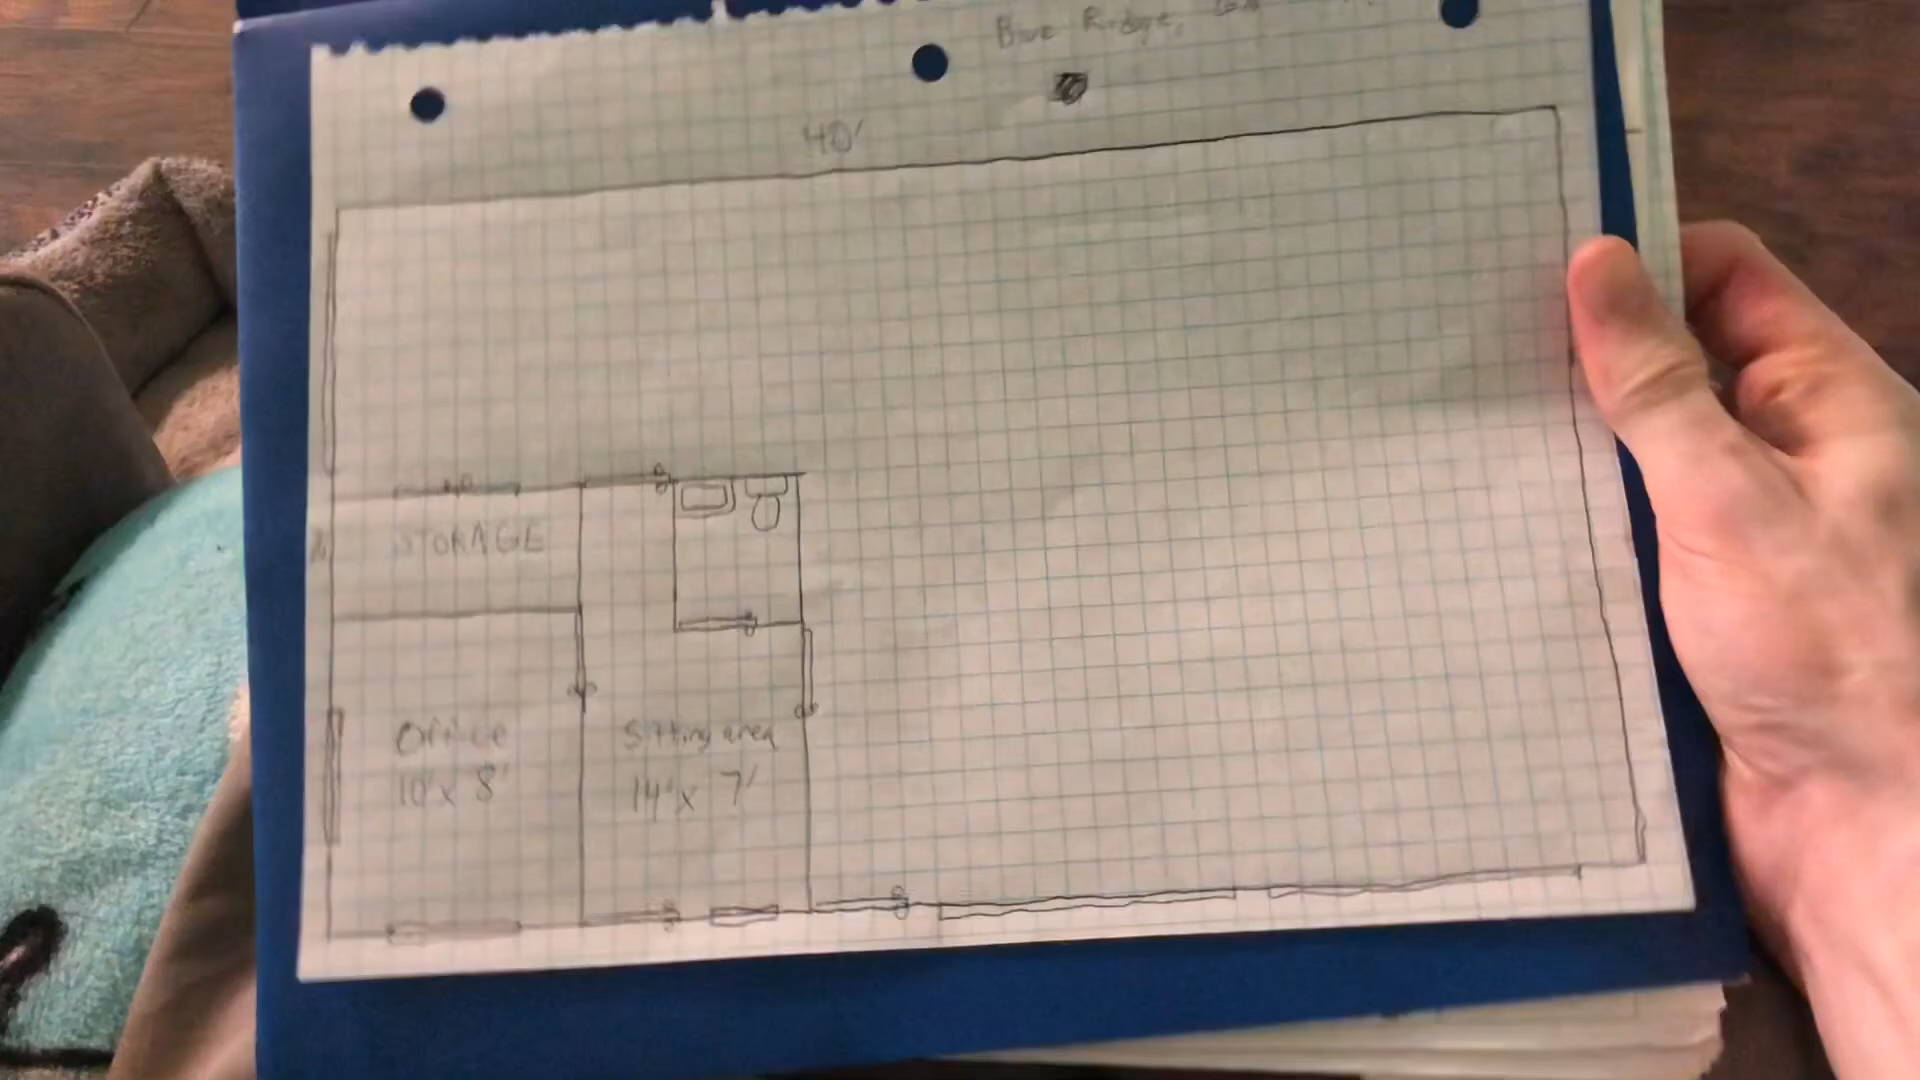 Blue Ridge,
40'
STORAGE
Office
10'x 8'
Sitting area
14'x 7'